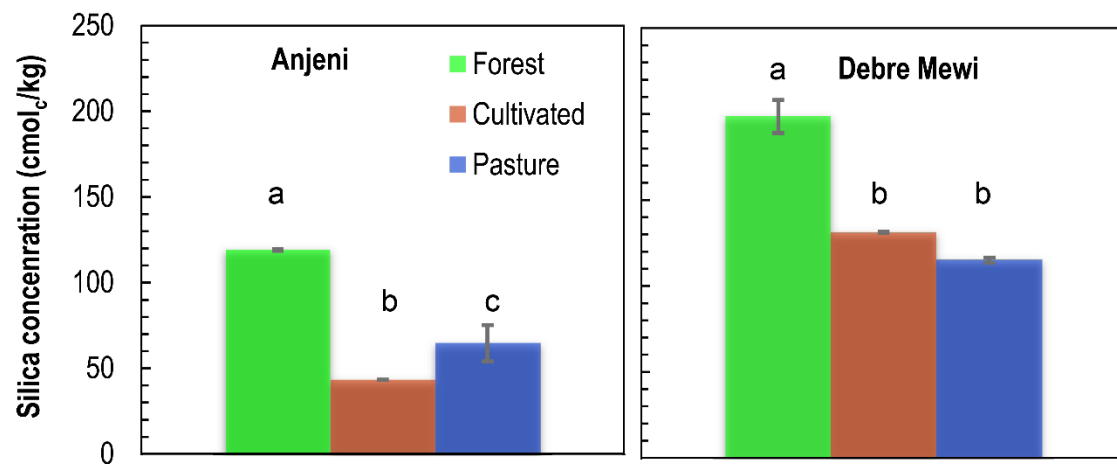 Silica concenration (cmolc/kg)
250
200
150
100
50
0
Anjeni
Forest
Cultivated
Pasture
a
b
c
Debre Mewi
a
b
b